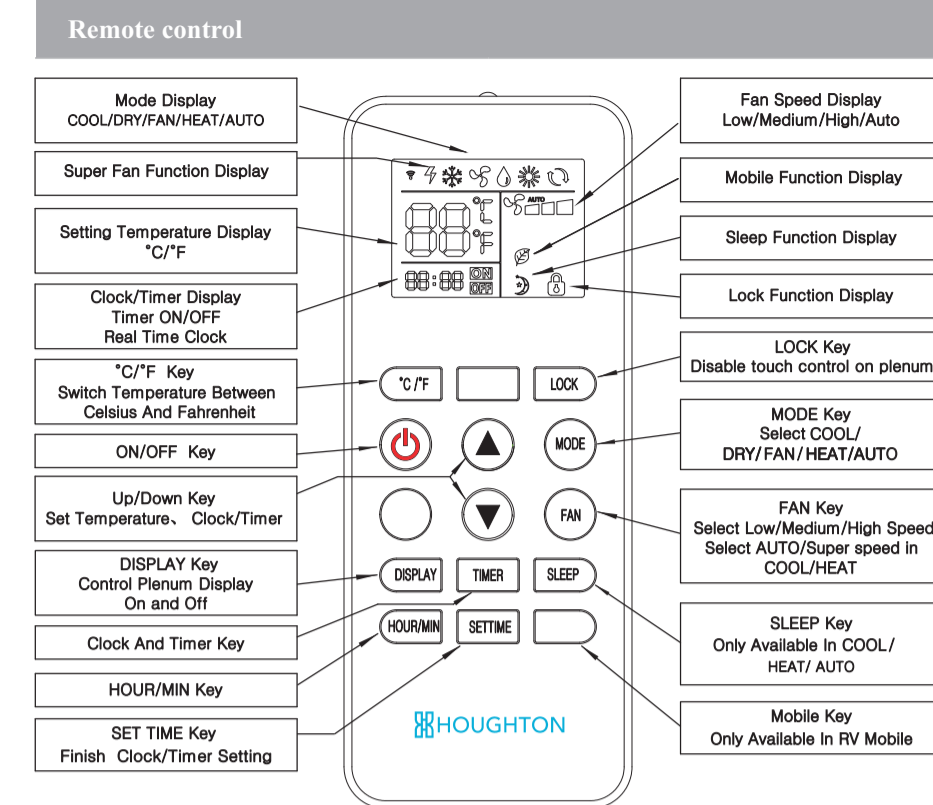 Remote control
Mode Display
COOL/DRY/FAN/HEAT/AUTO
Super Fan Function Display
Setting Temperature Display
°C/°F
Clock/Timer Display
Timer ON/OFF
Real Time Clock
°C/°F Key
Switch Temperature Between
Celsius And Fahrenheit
ON/OFF Key
Up/Down Key
Set Temperature、 Clock/Timer
DISPLAY Key
Control Plenum Display
On and Off
Clock And Timer Key
HOUR/MIN Key
SET TIME Key
Finish Clock/Timer Setting
AUTO
88
°F
88:88
ON
OFF
°C/°F
LOCK
MODE
FAN
DISPLAY
TIMER
SLEEP
HOUR/MIN
SETTIME
HOUGHTON
Fan Speed Display
Low/Medium/High/Auto
Mobile Function Display
Sleep Function Display
Lock Function Display
LOCK Key
Disable touch control on plenum
MODE Key
Select COOL/
DRY/FAN/HEAT/AUTO
FAN Key
Select Low/Medium/High Speed
Select AUTO/Super speed in
COOL/HEAT
SLEEP Key
Only Available In COOL/
HEAT/ AUTO
Mobile Key
Only Available In RV Mobile